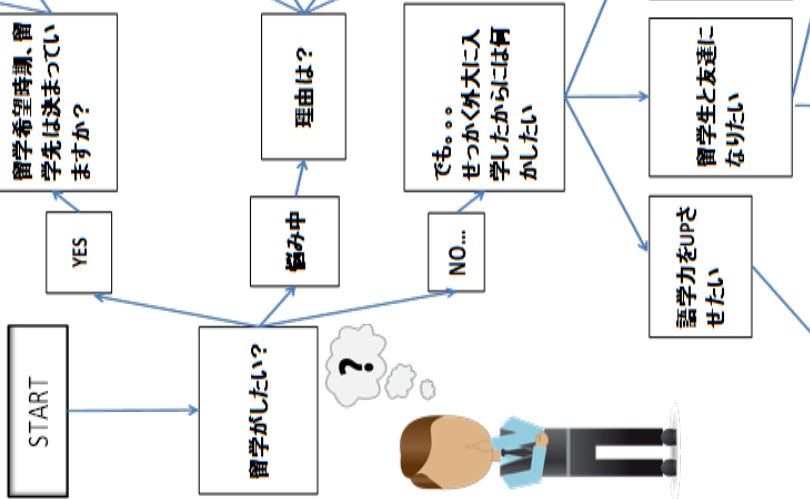 START
留学がしたい？
YES
悩み中
NO…
留学希望時期、留
学先は決まってい
ますか？
理由は？
でも。。。
せっかく外大に入
学したからには何
かしたい
留学生と友達に
なりたい
語学力をUPさ
せたい
?